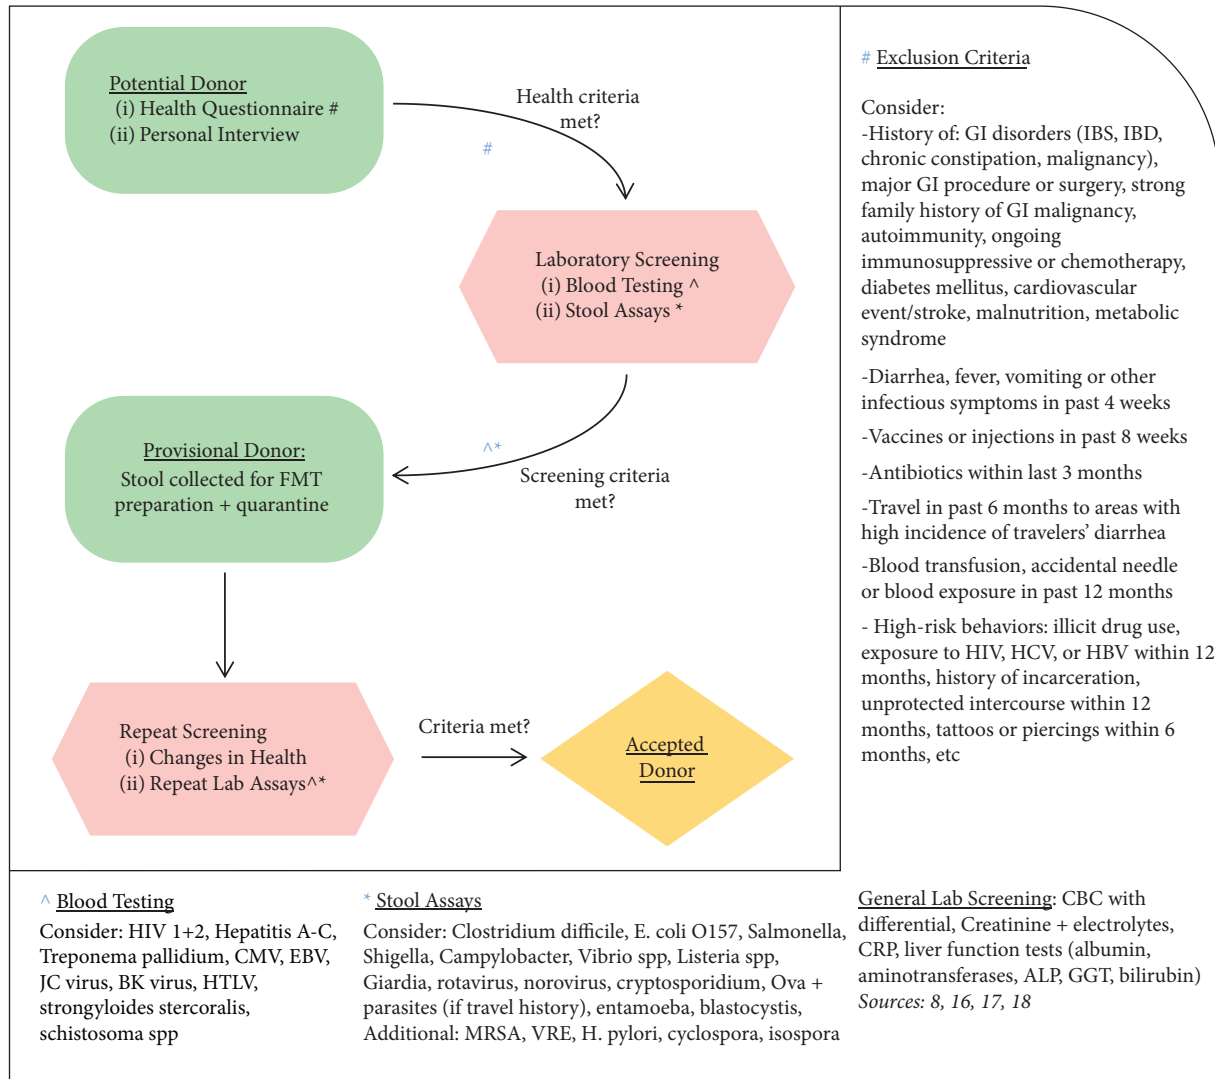 Potential Donor
(i) Health Questionnaire #
(ii) Personal Interview
Health criteria
met?
#
Laboratory Screening
(i) Blood Testing ^
(ii) Stool Assays *
^*
Screening criteria
met?
Provisional Donor:
Stool collected for FMT
preparation + quarantine
Repeat Screening
(i) Changes in Health
(ii) Repeat Lab Assays^*
Criteria met?
Accepted
Donor
# Exclusion Criteria
Consider:
-History of: GI disorders (IBS, IBD,
chronic constipation, malignancy),
major GI procedure or surgery, strong
family history of GI malignancy,
autoimmunity, ongoing
immunosuppressive or chemotherapy,
diabetes mellitus, cardiovascular
event/stroke, malnutrition, metabolic
syndrome
-Diarrhea, fever, vomiting or other
infectious symptoms in past 4 weeks
-Vaccines or injections in past 8 weeks
-Antibiotics within last 3 months
-Travel in past 6 months to areas with
high incidence of travelers’ diarrhea
-Blood transfusion, accidental needle
or blood exposure in past 12 months
- High-risk behaviors: illicit drug use,
exposure to HIV, HCV, or HBV within 12
months, history of incarceration,
unprotected intercourse within 12
months, tattoos or piercings within 6
months, etc
^ Blood Testing
Consider: HIV 1+2, Hepatitis A-C,
Treponema pallidium, CMV, EBV,
JC virus, BK virus, HTLV,
strongyloides stercoralis,
schistosoma spp
* Stool Assays
Consider: Clostridium difficile, E. coli O157, Salmonella,
Shigella, Campylobacter, Vibrio spp, Listeria spp,
Giardia, rotavirus, norovirus, cryptosporidium, Ova +
parasites (if travel history), entamoeba, blastocystis,
Additional: MRSA, VRE, H. pylori, cyclospora, isospora
General Lab Screening: CBC with
differential, Creatinine + electrolytes,
CRP, liver function tests (albumin,
aminotransferases, ALP, GGT, bilirubin)
Sources: 8, 16, 17, 18